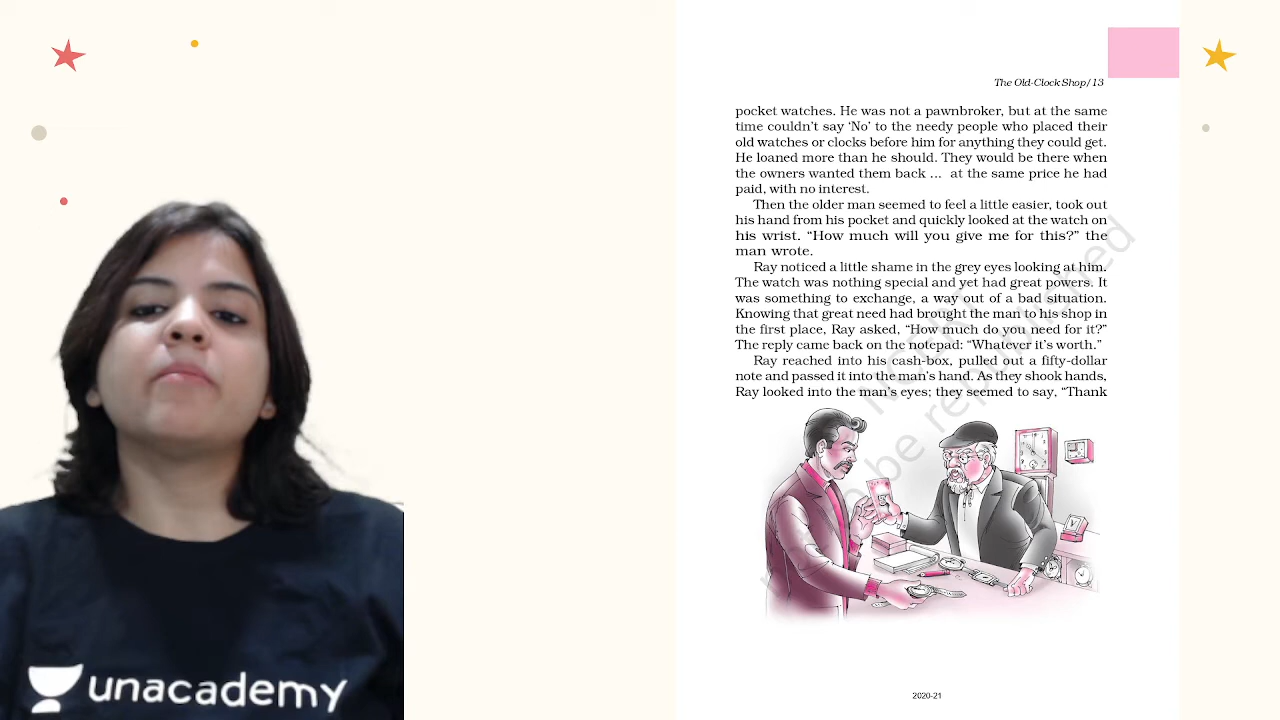 The Old-Clock Shop/13
pocket watches. He was not a pawnbroker, but at the same
time couldn't say ‘No’ to the needy people who placed their
old watches or clocks before him for anything they could get.
He loaned more than he should. They would be there when
the owners wanted them back ... at the same price he had
paid, with no interest.
Then the older man seemed to feel a little easier, took out
his hand from his pocket and quickly looked at the watch on
his wrist. “How much will you give me for this?” the
man wrote.
Ray noticed a little shame in the grey eyes looking at him.
The watch was nothing special and yet had great powers. It
was something to exchange, a way out of a bad situation.
Knowing that great need had brought the man to his shop in
the first place, Ray asked, “How much do you need for it?”
The reply came back on the notepad: “Whatever it's worth.”
Ray reached into his cash-box, pulled out a fifty-dollar
note and passed it into the man's hand. As they shook hands,
Ray looked into the man's eyes; they seemed to say, “Thank
be republished
unacademy
2020-21